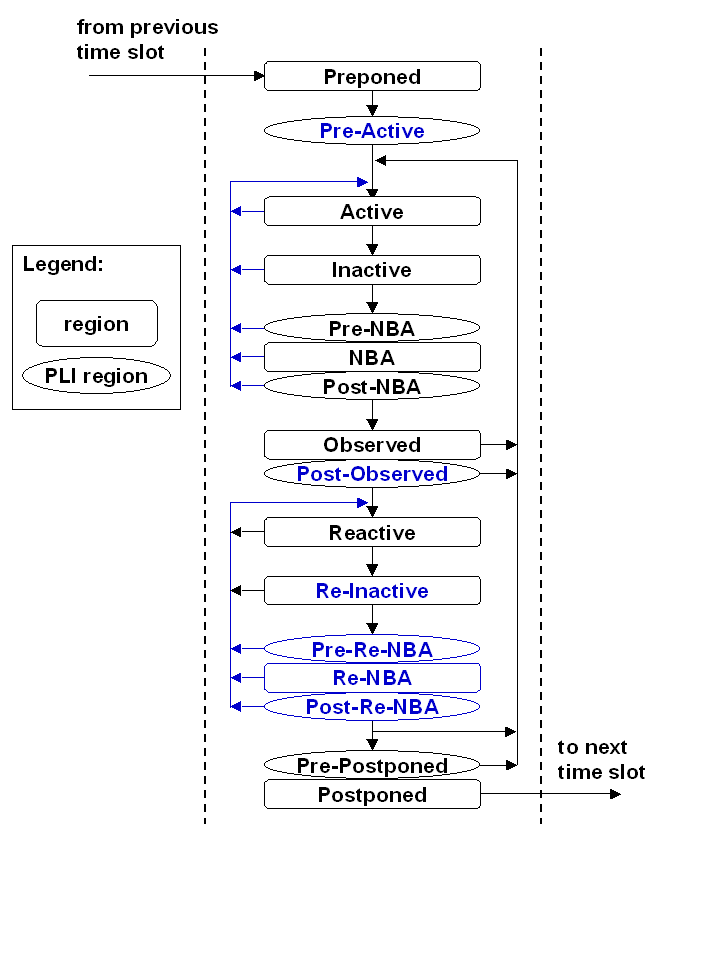 from previous
time slot
Preponed
Pre-Active
Active
Inactive
Legend:
region
PLI region
Pre-NBA
NBA
Post-NBA
Observed
Post-Observed
Reactive
Re-Inactive
Pre-Re-NBA
Re-NBA
Post-Re-NBA
Pre-Postponed
Postponed
to next
time slot